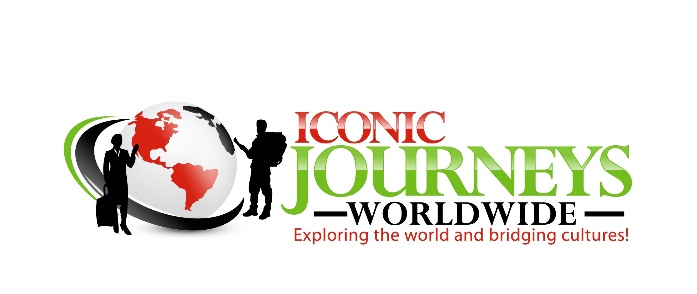 ICONIC
JOURNEYS
WORLDWIDE
Exploring the world and bridging cultures!